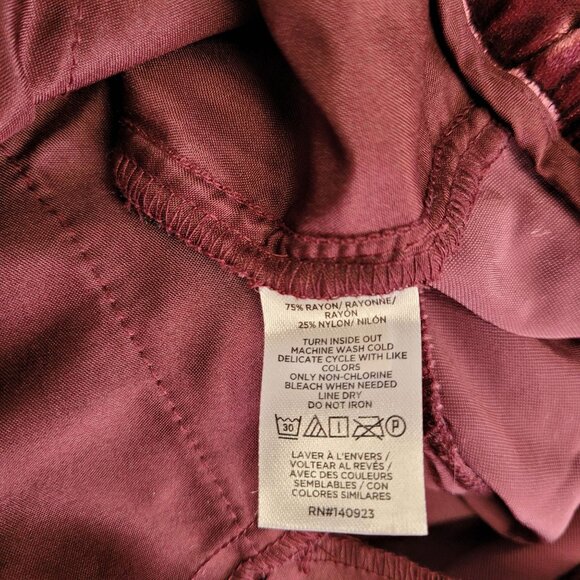 75% RAYON/ RAYONNE/
RAYÓN
25% NYLON/ NILÓN
TURN INSIDE OUT
MACHINE WASH COLD
DELICATE CYCLE WITH LIKE
COLORS
ONLY NON-CHLORINE
BLEACH WHEN NEEDED
LINE DRY
DO NOT IRON
30 P
LAVER À L'ENVERS /
VOLTEAR AL REVÉS /
AVEC DES COULEURS
SEMBLABLES / CON
COLORES SIMILARES
RN#140923